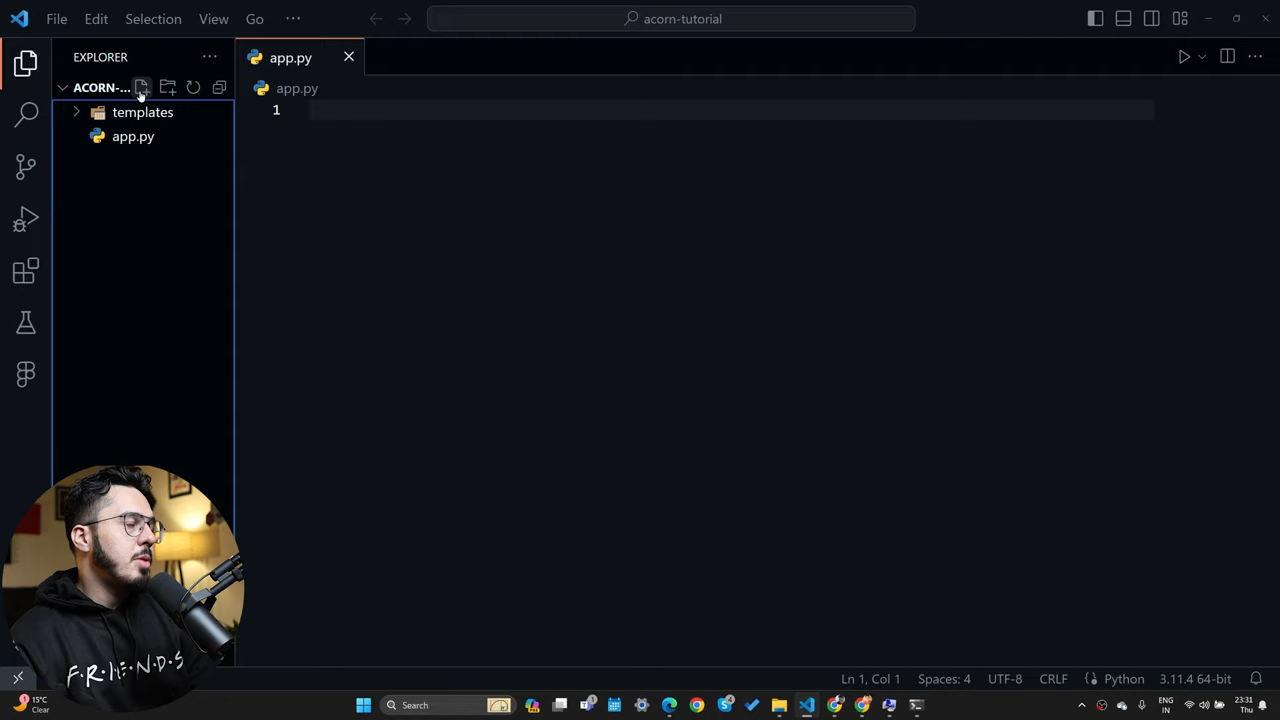 File Edit Selection View Go ··· acorn-tutorial
EXPLORER ···
ACORN-...
templates
app.py
app.py
app.py
1
F·R·I·E·N·D·S
Ln 1, Col 1 Spaces: 4 UTF-8 CRLF Python 3.11.4 64-bit
1 15°C
Clear
Search
ENG
IN
23:31
Thu